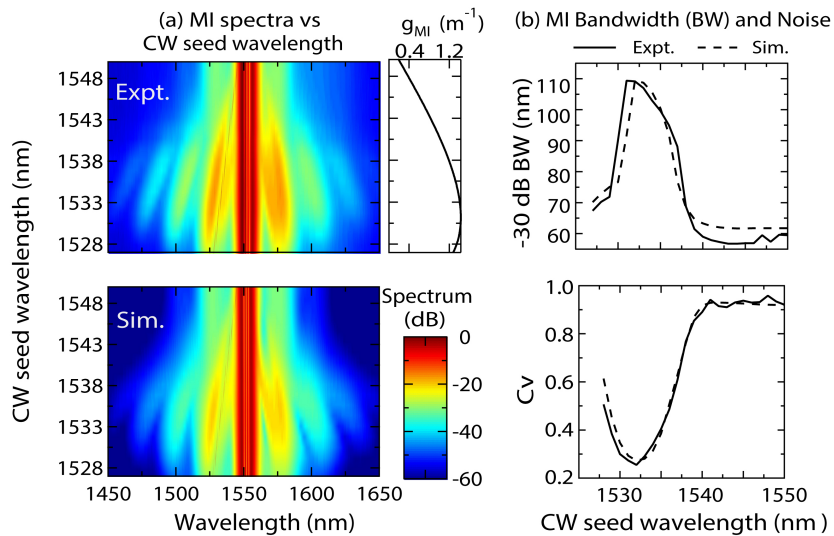 (a) MI spectra vs
CW seed wavelength
g_MI (m⁻¹)
0.4 1.2
(b) MI Bandwidth (BW) and Noise
Expt. Sim.
Expt.
1548
1543
1538
1533
1528
CW seed wavelength (nm)
-30 dB BW (nm)
110
100
90
80
70
60
Sim.
1548
1543
1538
1533
1528
1450 1500 1550 1600 1650
Wavelength (nm)
Spectrum
(dB)
0
-20
-40
-60
Cv
1.0
0.8
0.6
0.4
0.2
1530 1540 1550
CW seed wavelength (nm )